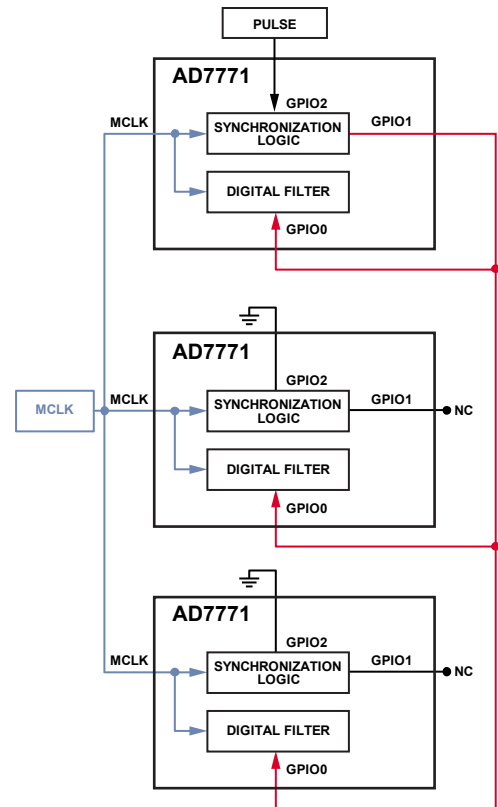 PULSE
AD7771
GPIO2
MCLK
SYNCHRONIZATION
LOGIC
GPIO1
DIGITAL FILTER
GPIO0
AD7771
GPIO2
MCLK
MCLK
SYNCHRONIZATION
LOGIC
GPIO1
NC
DIGITAL FILTER
GPIO0
AD7771
GPIO2
MCLK
SYNCHRONIZATION
LOGIC
GPIO1
NC
DIGITAL FILTER
GPIO0